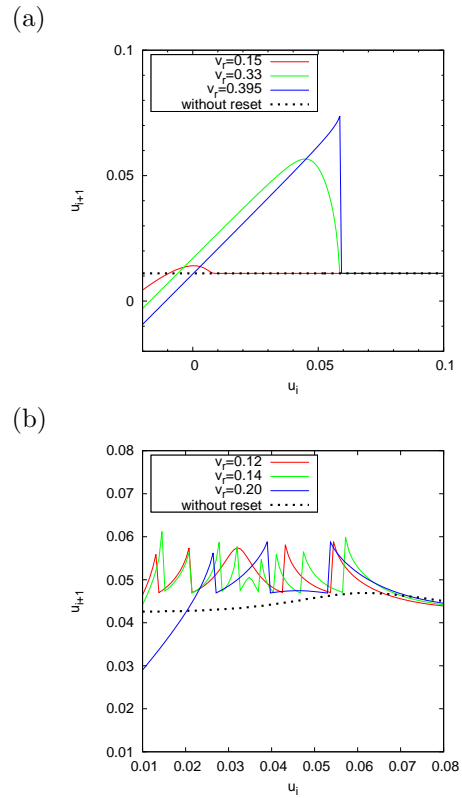 (a)
0.1
0.05
0
u_{i+1}
v_r=0.15
v_r=0.33
v_r=0.395
without reset
0
0.05
0.1
u_i
(b)
0.08
0.07
0.06
0.05
0.04
0.03
0.02
0.01
u_{i+1}
v_r=0.12
v_r=0.14
v_r=0.20
without reset
0.01
0.02
0.03
0.04
0.05
0.06
0.07
0.08
u_i